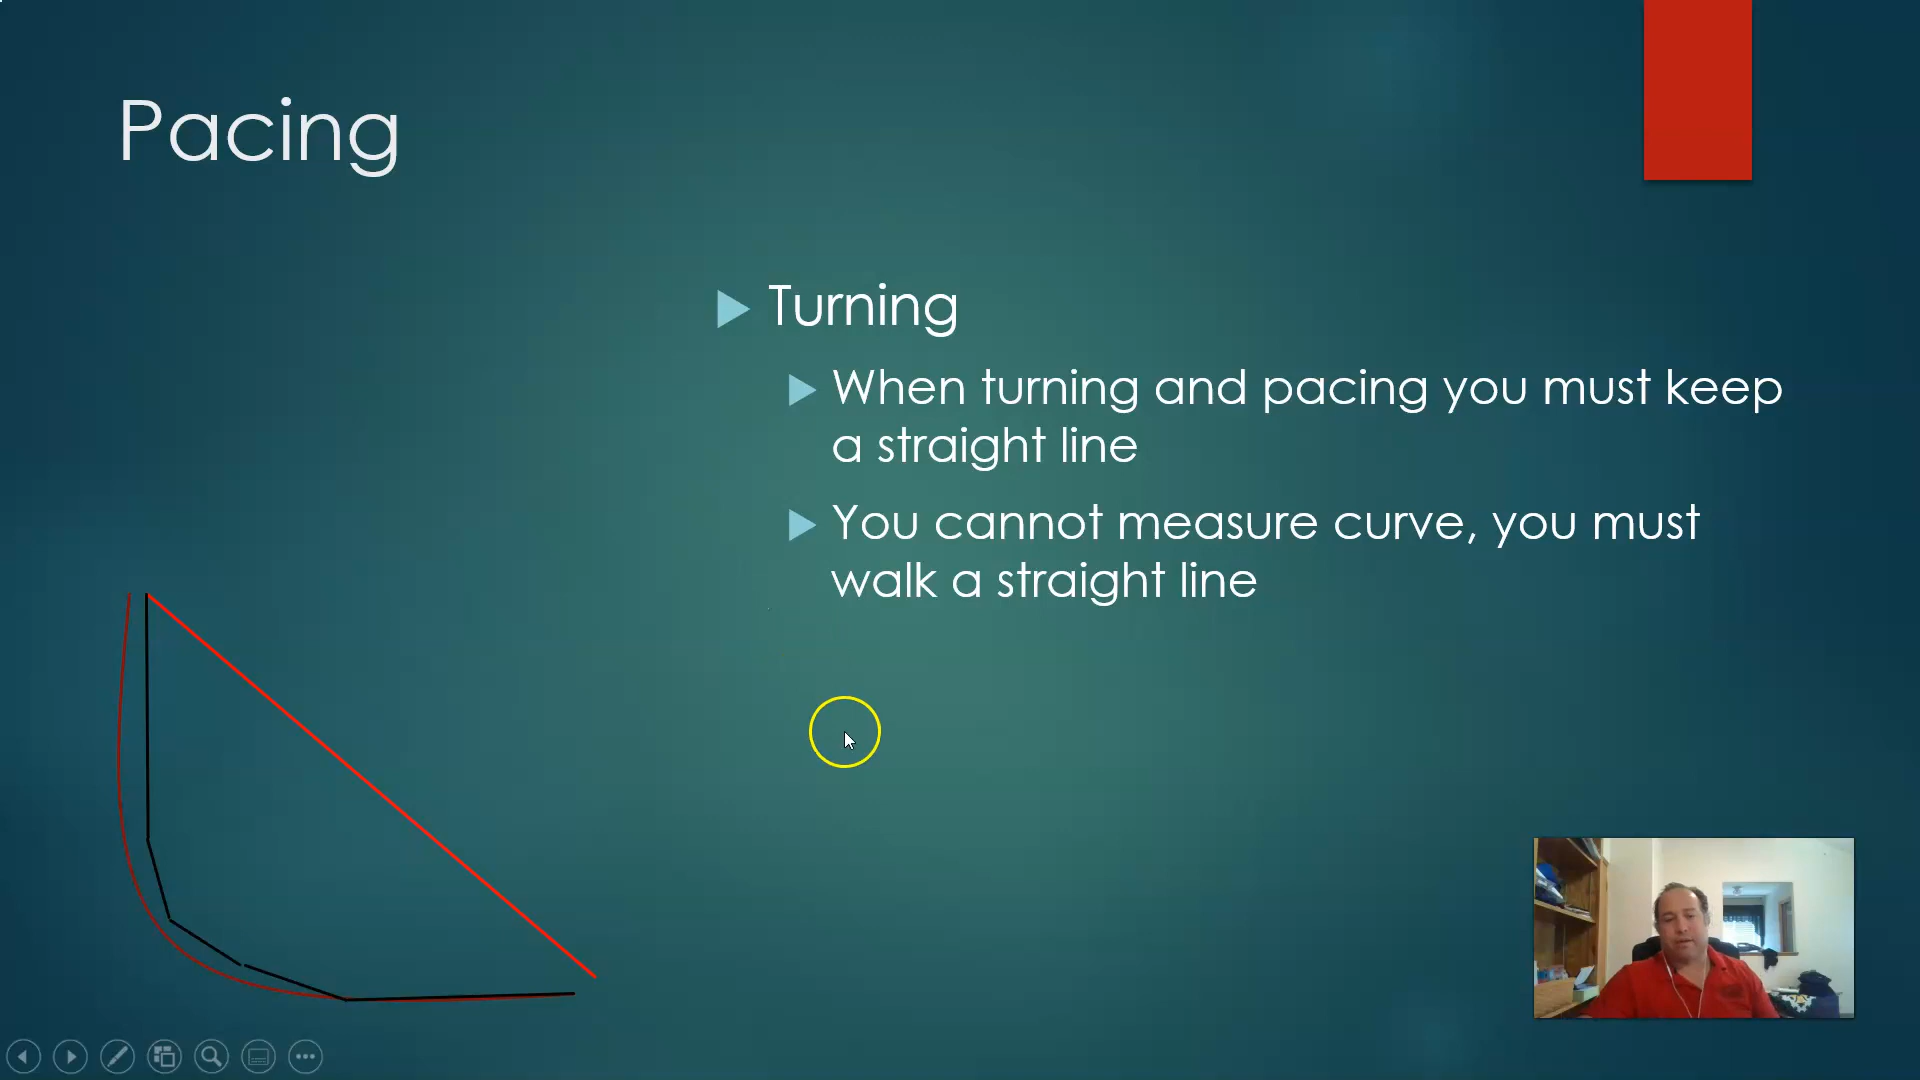 Pacing
Turning
When turning and pacing you must keep
a straight line
You cannot measure curve, you must
walk a straight line